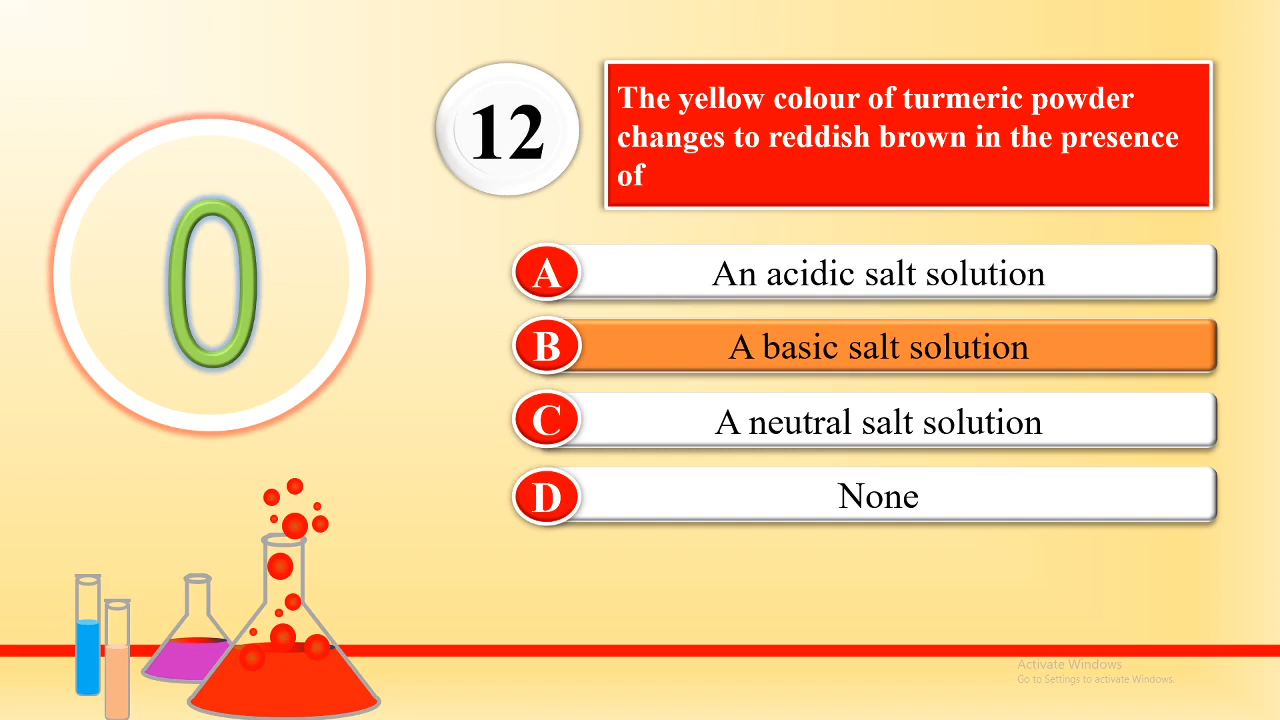 0
12
The yellow colour of turmeric powder
changes to reddish brown in the presence
of
A An acidic salt solution
B A basic salt solution
C A neutral salt solution
D None
Activate Windows
Go to Settings to activate Windows.